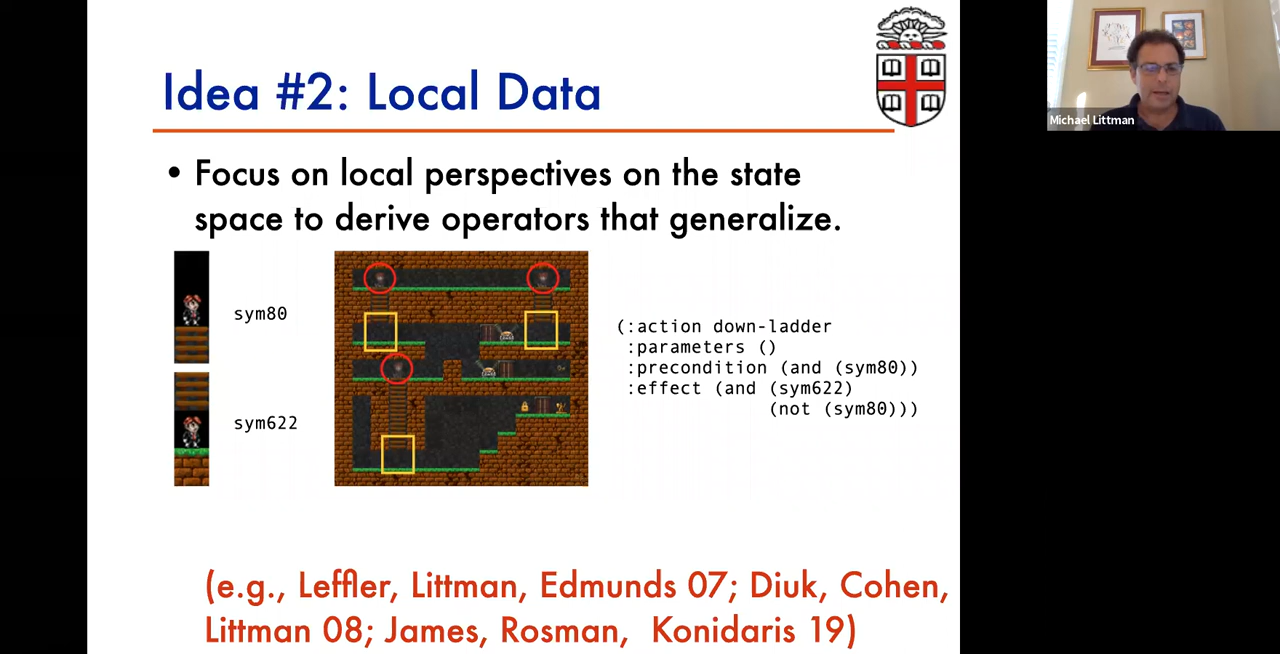 Idea #2: Local Data
• Focus on local perspectives on the state
space to derive operators that generalize.
sym80
sym622
(:action down-ladder
:parameters ()
:precondition (and (sym80))
:effect (and (sym622)
(not (sym80)))
(e.g., Leffler, Littman, Edmunds 07; Diuk, Cohen,
Littman 08; James, Rosman, Konidaris 19)
Michael Littman